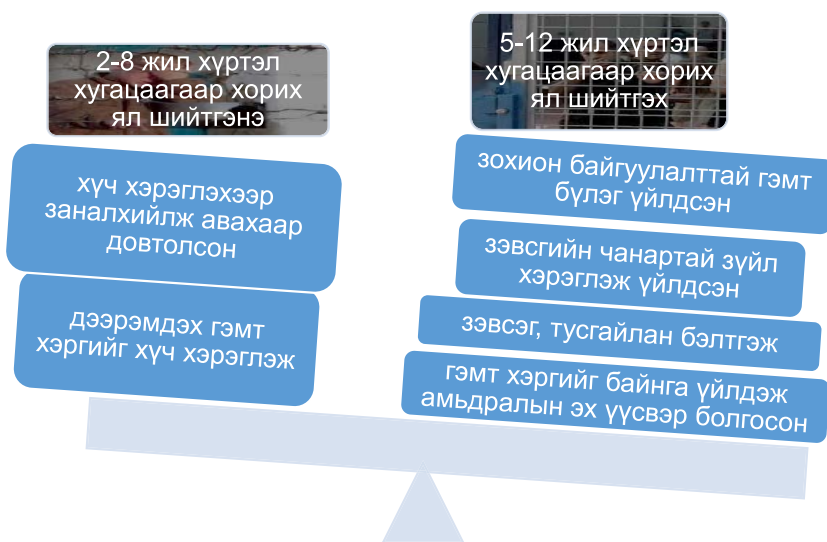 2-8 жил хүртэл
хугацаагаар хорих
ял шийтгэнэ
хүч хэрэглэхээр
заналхийлж авахаар
довтолсон
дээрэмдэх гэмт
хэргийг хүч хэрэглэж
5-12 жил хүртэл
хугацаагаар хорих
ял шийтгэх
зохион байгуулалттай гэмт
бүлэг үйлдсэн
зэвсгийн чанартай зүйл
хэрэглэж үйлдсэн
зэвсэг, тусгайлан бэлтгэж
гэмт хэргийг байнга үйлдэж
амьдралын эх үүсвэр болгосон